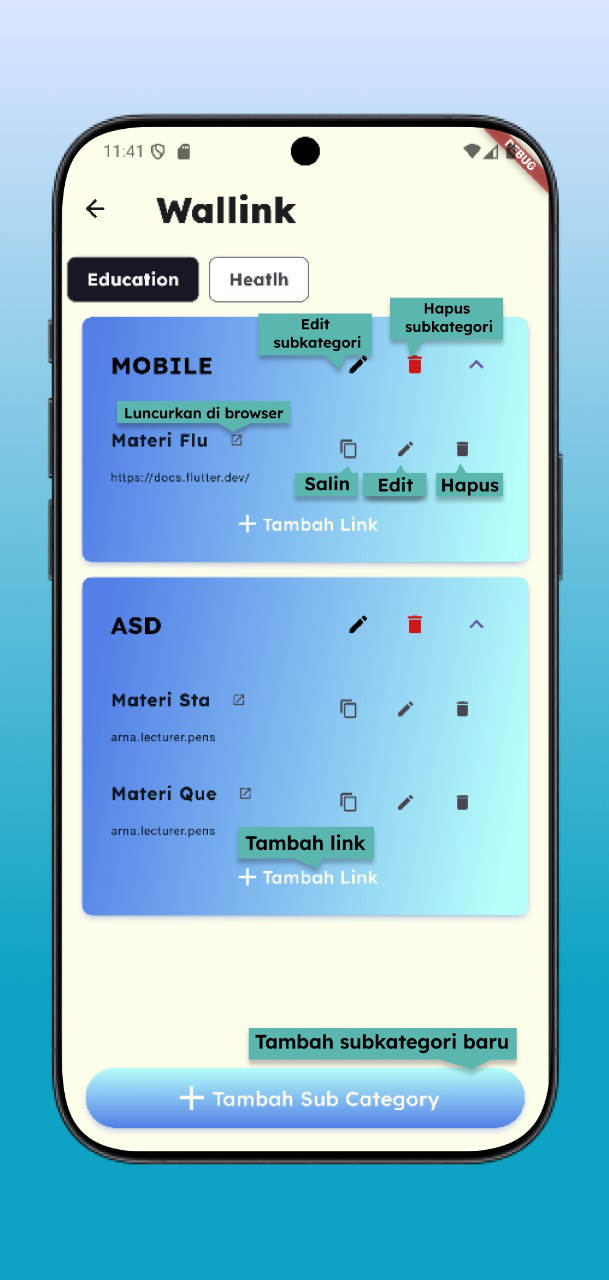 11:41
DEBUG
Wallink
Education
Heatlh
Edit
subkategori
Hapus
subkategori
MOBILE
Luncurkan di browser
Materi Flu
https://docs.flutter.dev/
Salin
Edit
Hapus
+ Tambah Link
ASD
Materi Sta
arna.lecturer.pens
Materi Que
arna.lecturer.pens
Tambah link
+ Tambah Link
Tambah subkategori baru
+ Tambah Sub Category